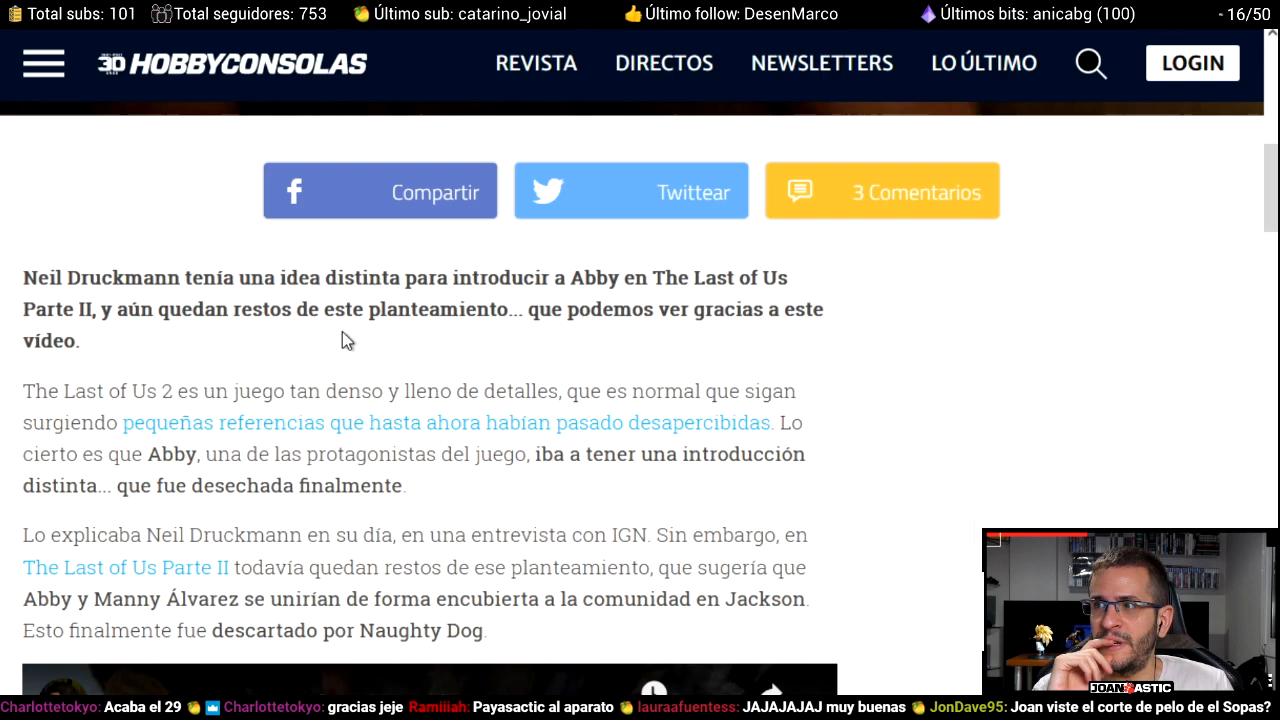 Total subs: 101 Total seguidores: 753 Último sub: catarino_jovial Último follow: DesenMarco Últimos bits: anicabg (100) - 16/50
HOBBYCONSOLAS REVISTA DIRECTOS NEWSLETTERS LO ÚLTIMO LOGIN
Compartir Twittear 3 Comentarios
Neil Druckmann tenía una idea distinta para introducir a Abby en The Last of Us
Parte II, y aún quedan restos de este planteamiento... que podemos ver gracias a este
vídeo.
The Last of Us 2 es un juego tan denso y lleno de detalles, que es normal que sigan
surgiendo pequeñas referencias que hasta ahora habían pasado desapercibidas. Lo
cierto es que Abby, una de las protagonistas del juego, iba a tener una introducción
distinta... que fue desechada finalmente.
Lo explicaba Neil Druckmann en su día, en una entrevista con IGN. Sin embargo, en
The Last of Us Parte II todavía quedan restos de ese planteamiento, que sugería que
Abby y Manny Álvarez se unirían de forma encubierta a la comunidad en Jackson.
Esto finalmente fue descartado por Naughty Dog.
JOANTASTIC
Charlottetokyo: Acaba el 29 Charlottetokyo: gracias jeje Ramiiiah: Payasactic al aparato lauraafuentess: JAJAJAJAJ muy buenas JonDave95: Joan viste el corte de pelo de el Sopas?